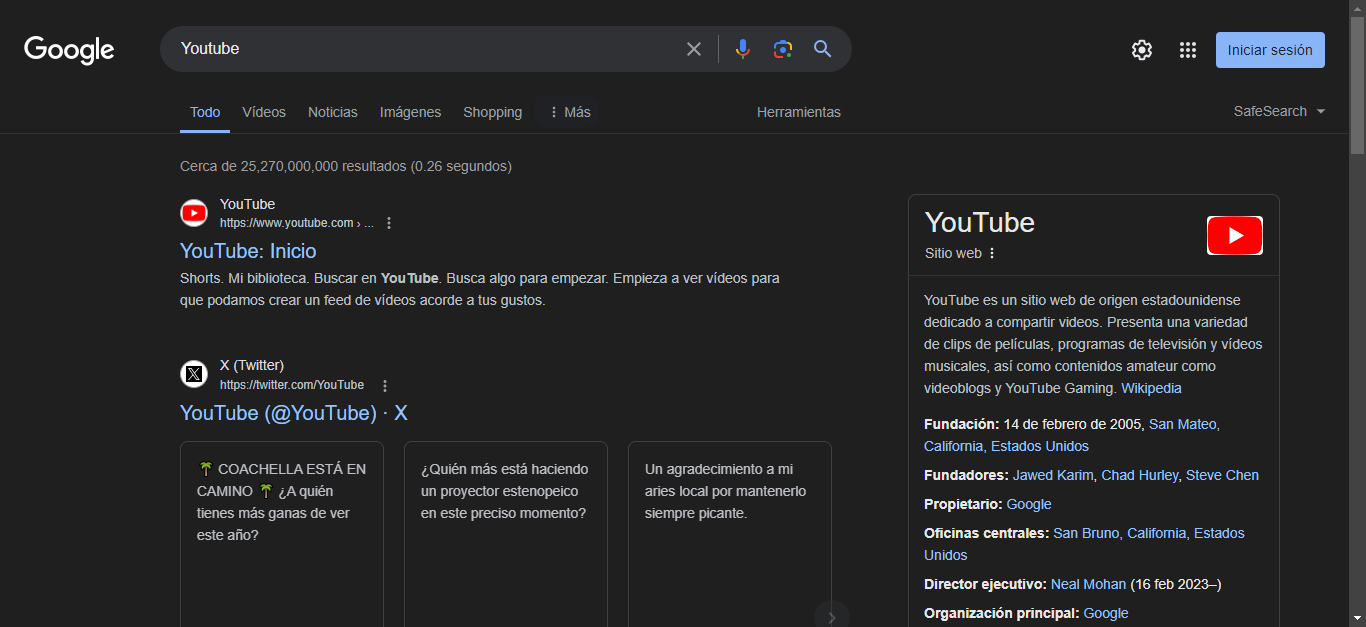 Google
Youtube
Iniciar sesión
Todo Vídeos Noticias Imágenes Shopping Más Herramientas SafeSearch
Cerca de 25,270,000,000 resultados (0.26 segundos)
YouTube
https://www.youtube.com › ...
YouTube: Inicio
Shorts. Mi biblioteca. Buscar en YouTube. Busca algo para empezar. Empieza a ver vídeos para
que podamos crear un feed de vídeos acorde a tus gustos.
X (Twitter)
https://twitter.com/YouTube
YouTube (@YouTube) · X
🌴 COACHELLA ESTÁ EN
CAMINO 🌴 ¿A quién
tienes más ganas de ver
este año?
¿Quién más está haciendo
un proyector estenopeico
en este preciso momento?
Un agradecimiento a mi
aries local por mantenerlo
siempre picante.
YouTube
Sitio web
YouTube es un sitio web de origen estadounidense
dedicado a compartir videos. Presenta una variedad
de clips de películas, programas de televisión y vídeos
musicales, así como contenidos amateur como
videoblogs y YouTube Gaming. Wikipedia
Fundación: 14 de febrero de 2005, San Mateo,
California, Estados Unidos
Fundadores: Jawed Karim, Chad Hurley, Steve Chen
Propietario: Google
Oficinas centrales: San Bruno, California, Estados
Unidos
Director ejecutivo: Neal Mohan (16 feb 2023–)
Organización principal: Google